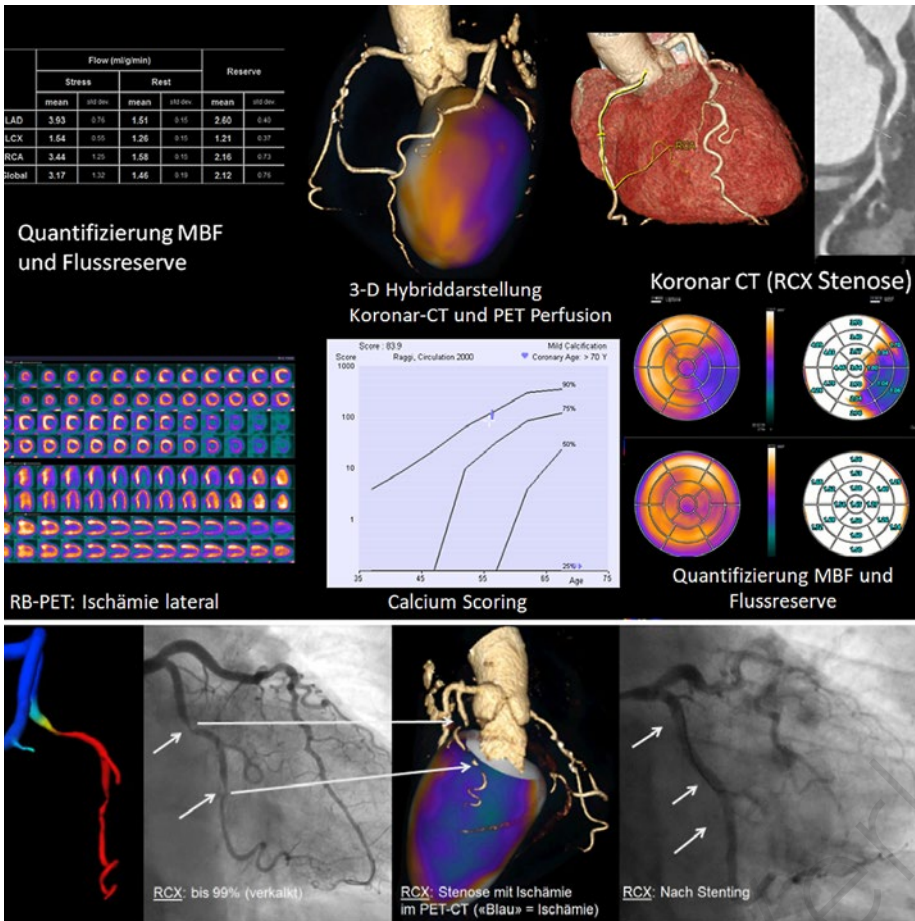 Flow (ml/g/min)
Reserve
Stress
Rest
mean std dev. mean std dev. mean std dev.
LAD 3.93 0.76 1.51 0.15 2.60 0.40
LCX 1.54 0.55 1.26 0.15 1.21 0.37
RCA 3.44 1.25 1.58 0.15 2.16 0.73
Global 3.17 1.32 1.46 0.19 2.12 0.76
Quantifizierung MBF
und Flussreserve
3-D Hybriddarstellung
Koronar-CT und PET Perfusion
RCA
Koronar CT (RCX Stenose)
RB-PET: Ischämie lateral
Score : 83.9
Mild Calcification
Score
Raggi, Circulation 2000
Coronary Age: > 70 Y
1000
100
10
1
90%
75%
50%
25%
35
45
55
65
Age
75
Calcium Scoring
Quantifizierung MBF und
Flussreserve
RCX: bis 99% (verkalkt)
RCX: Stenose mit Ischämie
im PET-CT («Blau» = Ischämie)
RCX: Nach Stenting